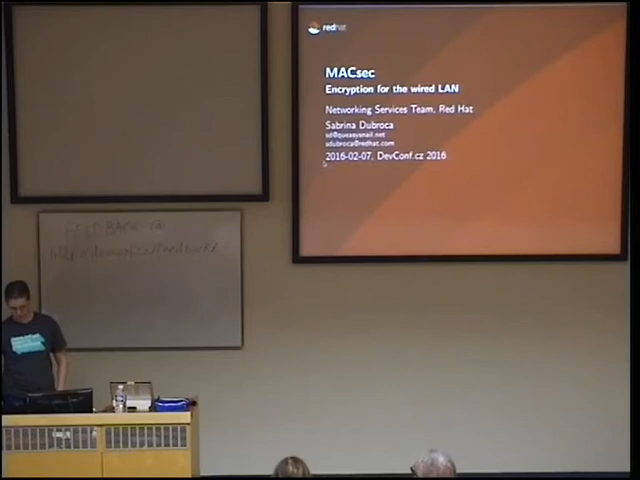 redhat
MACsec
Encryption for the wired LAN
Networking Services Team, Red Hat
Sabrina Dubroca
sd@queasysnail.net
sdubroca@redhat.com
2016-02-07, DevConf.cz 2016
FEEDBACK @